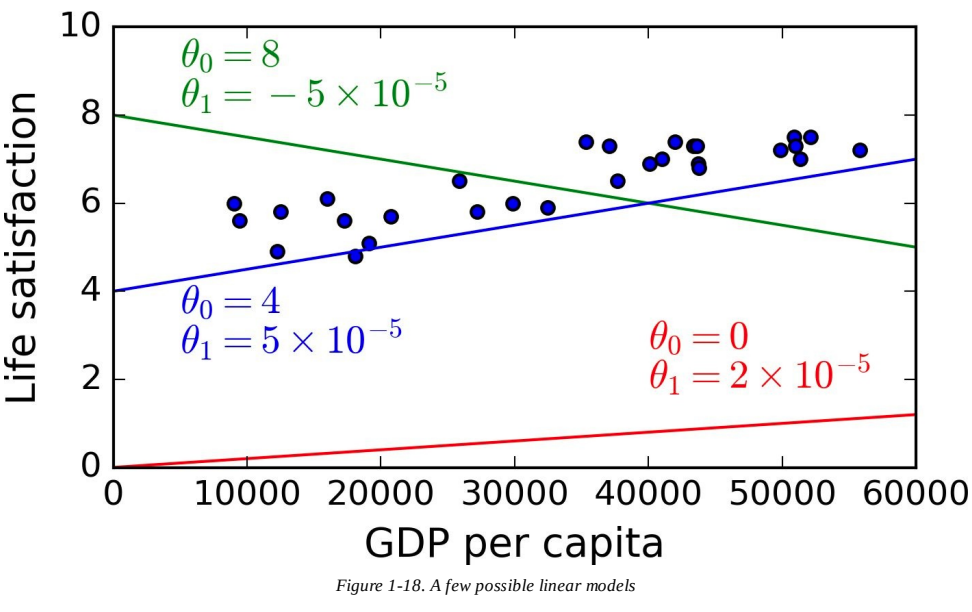 10
8
6
4
2
0
Life satisfaction
θ₀ = 8
θ₁ = − 5 × 10⁻⁵
θ₀ = 4
θ₁ = 5 × 10⁻⁵
θ₀ = 0
θ₁ = 2 × 10⁻⁵
0 10000 20000 30000 40000 50000 60000
GDP per capita
Figure 1-18. A few possible linear models